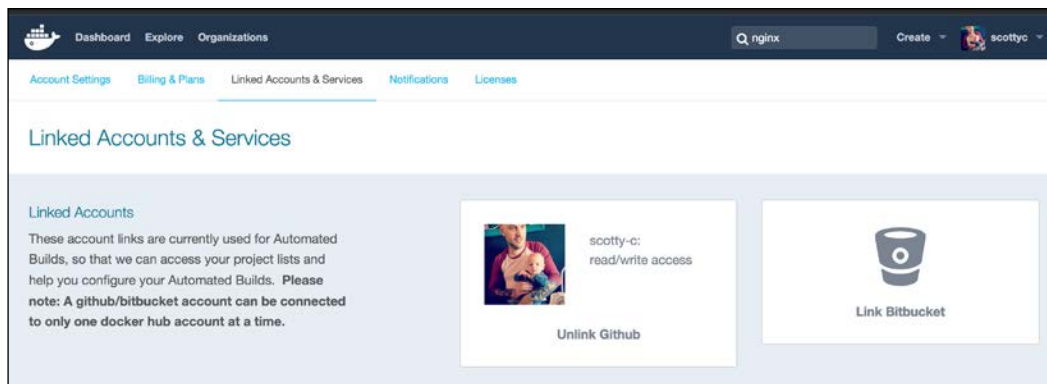 Dashboard Explore Organizations nginx Create scottyc
Account Settings Billing & Plans Linked Accounts & Services Notifications Licenses
Linked Accounts & Services
Linked Accounts
These account links are currently used for Automated
Builds, so that we can access your project lists and
help you configure your Automated Builds. Please
note: A github/bitbucket account can be connected
to only one docker hub account at a time.
scotty-c:
read/write access
Unlink Github
Link Bitbucket